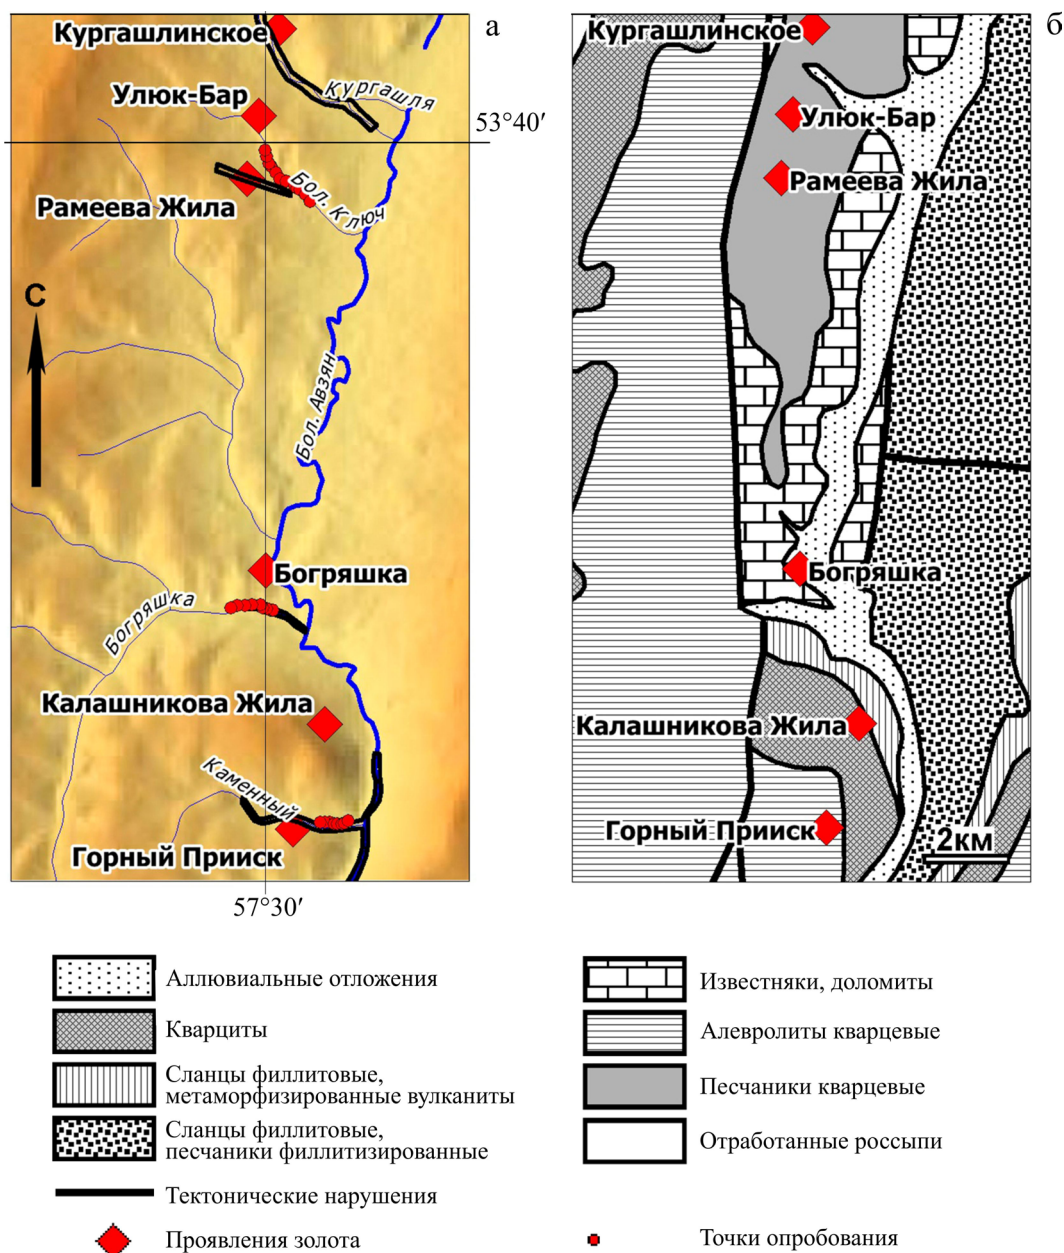 а
Кургашлинское
Кургашля
Улюк-Бар
53°40′
Рамеева Жила
Бол. Ключ
С
Бол. Авзян
Богряшка
Богряшка
Калашникова Жила
Каменный
Горный Прииск
57°30′
б
Кургашлинское
Улюк-Бар
Рамеева Жила
Богряшка
Калашникова Жила
Горный Прииск
2км
Аллювиальные отложения
Кварциты
Сланцы филлитовые,
метаморфизированные вулканиты
Сланцы филлитовые,
песчаники филлитизированные
Тектонические нарушения
Проявления золота
Известняки, доломиты
Алевролиты кварцевые
Песчаники кварцевые
Отработанные россыпи
Точки опробования